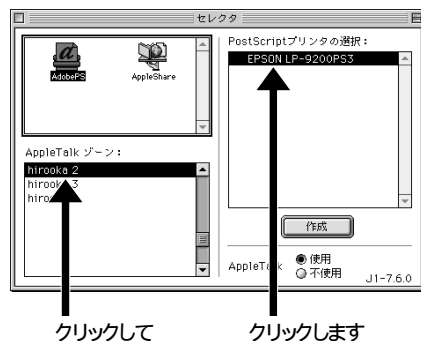 セレクタ
AdobePS
AppleShare
PostScriptプリンタの選択：
EPSON LP-9200PS3
AppleTalk ゾーン：
hirooka 2
作成
AppleTalk
使用
不使用
J1-7.6.0
クリックして
クリックします